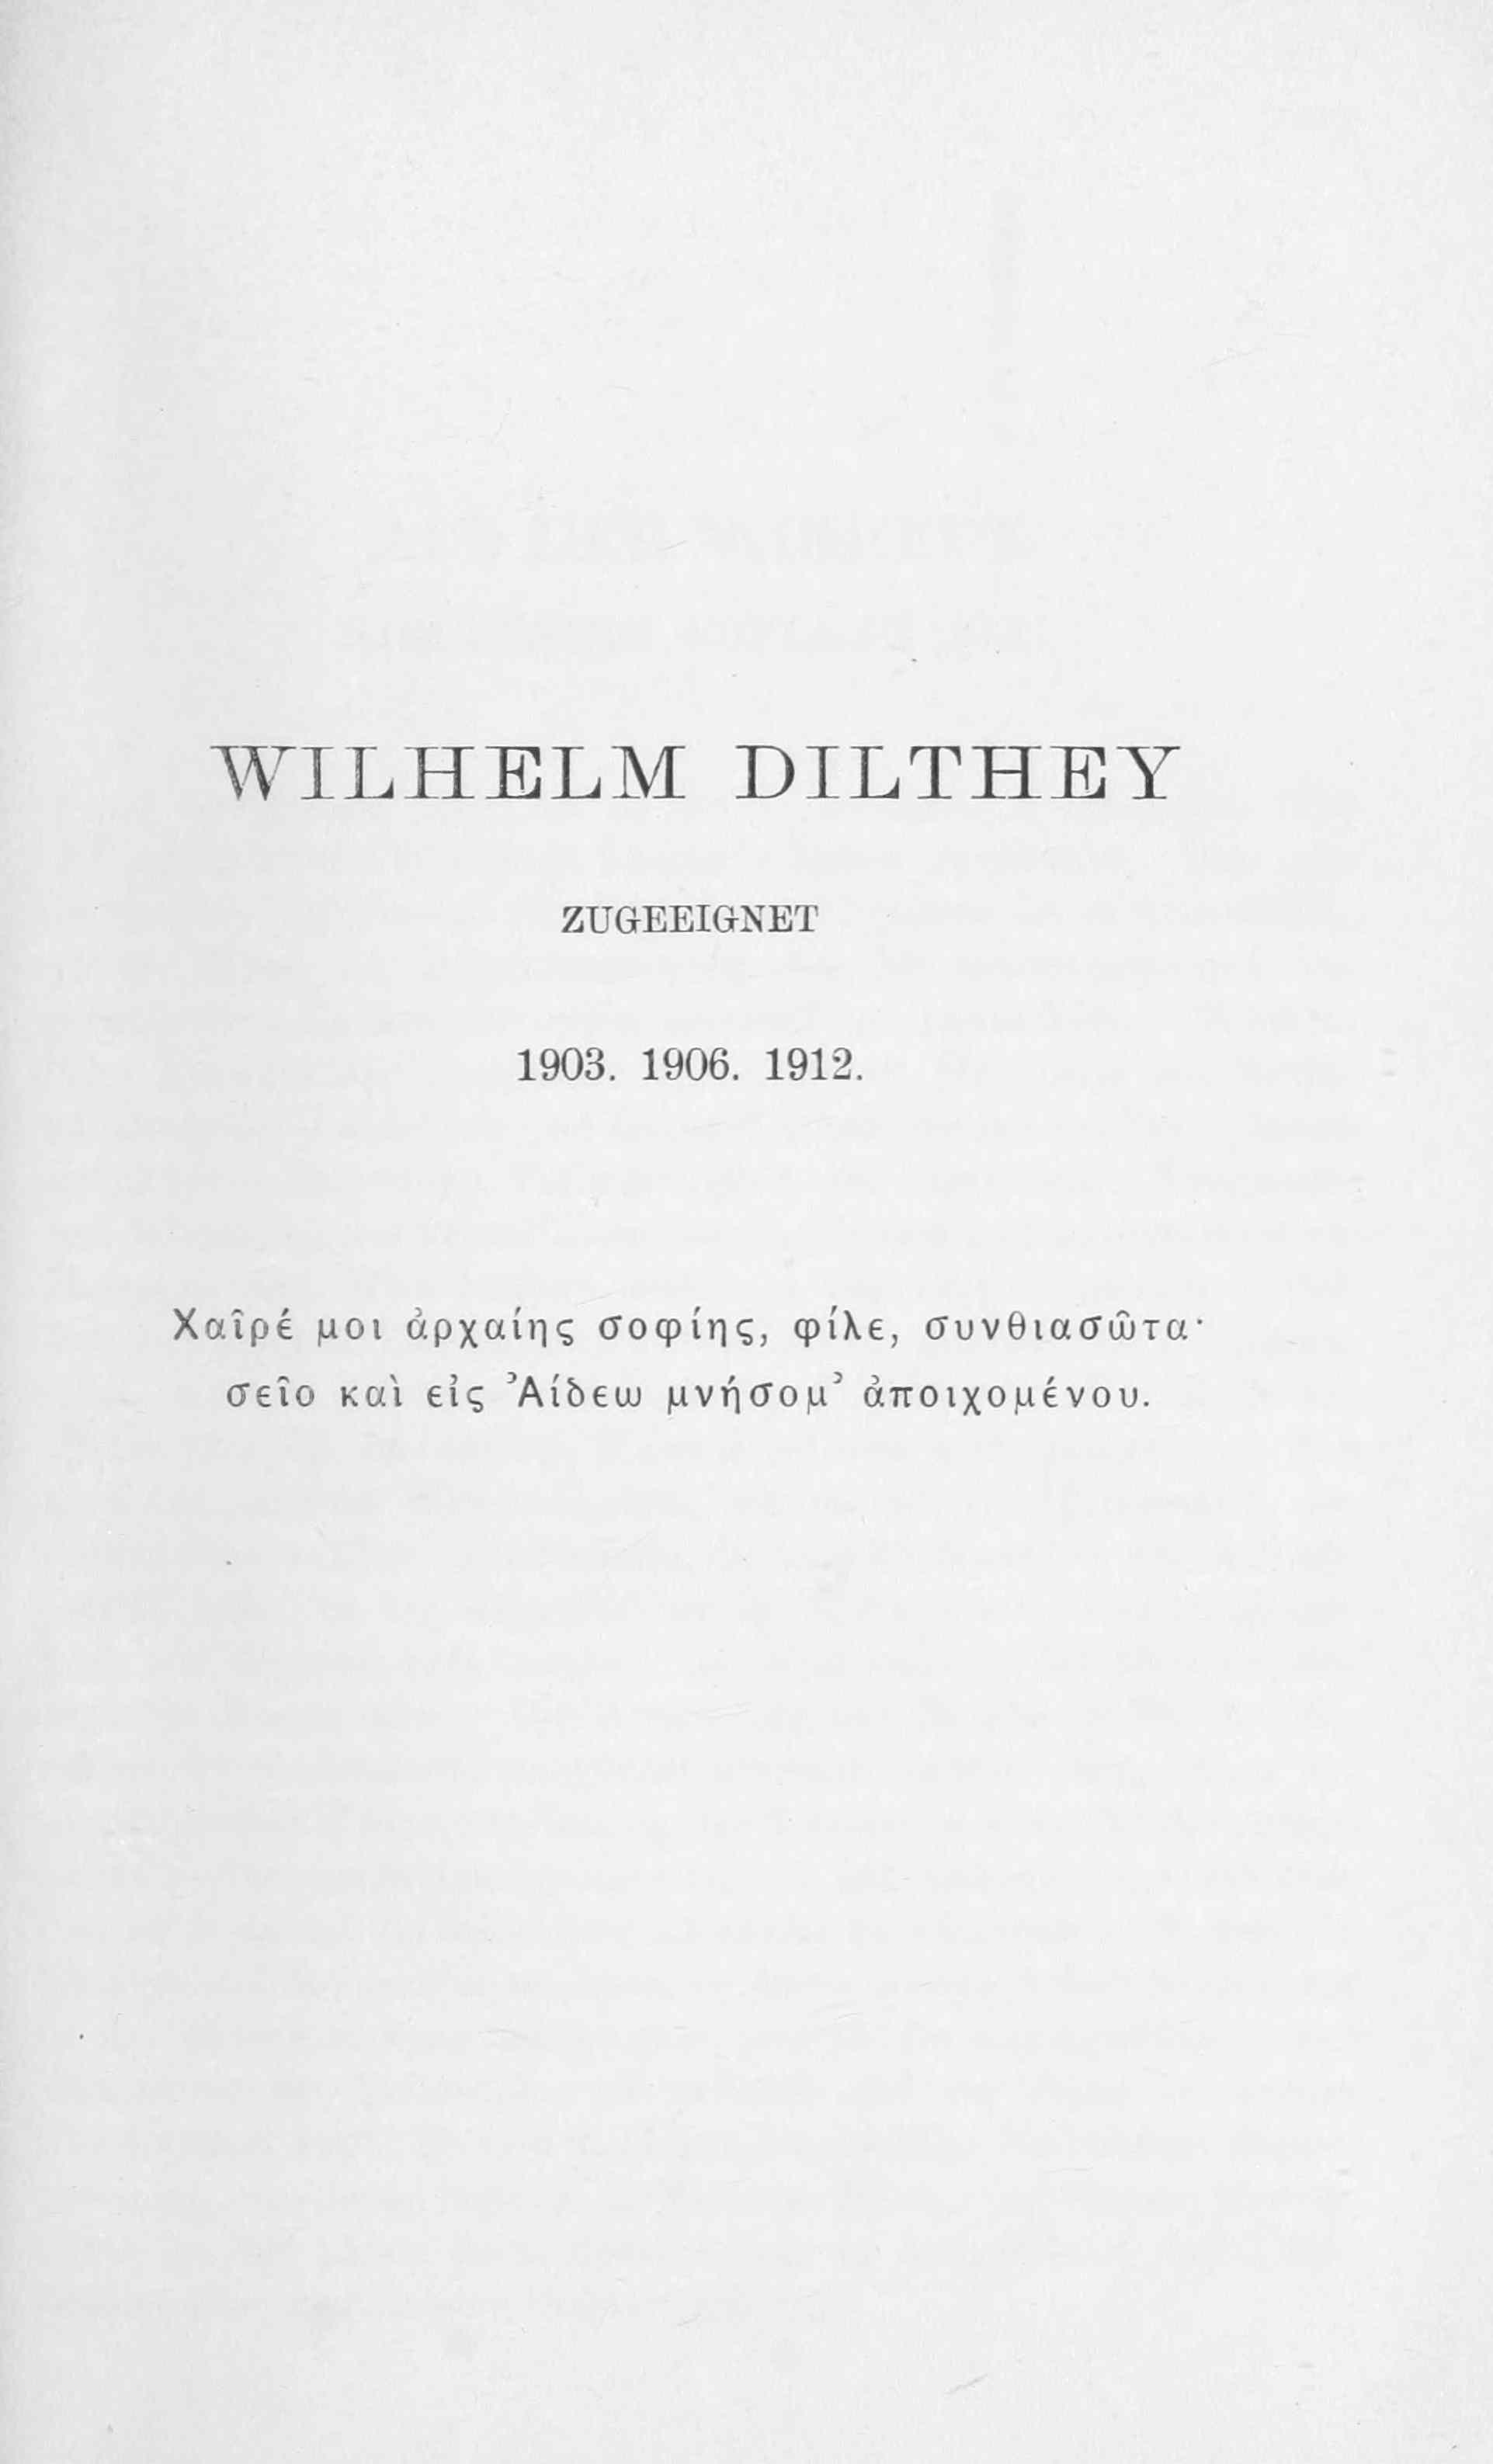 WILHELM DILTHEY
ZUGEEIGNET
1903. 1906. 1912.
Χαῖρέ μοι ἀρχαίης σοφίης, φίλε, συνθιασῶτα·
σεῖο καὶ εἰς Ἀίδεω μνήσομ’ ἀποιχομένου.